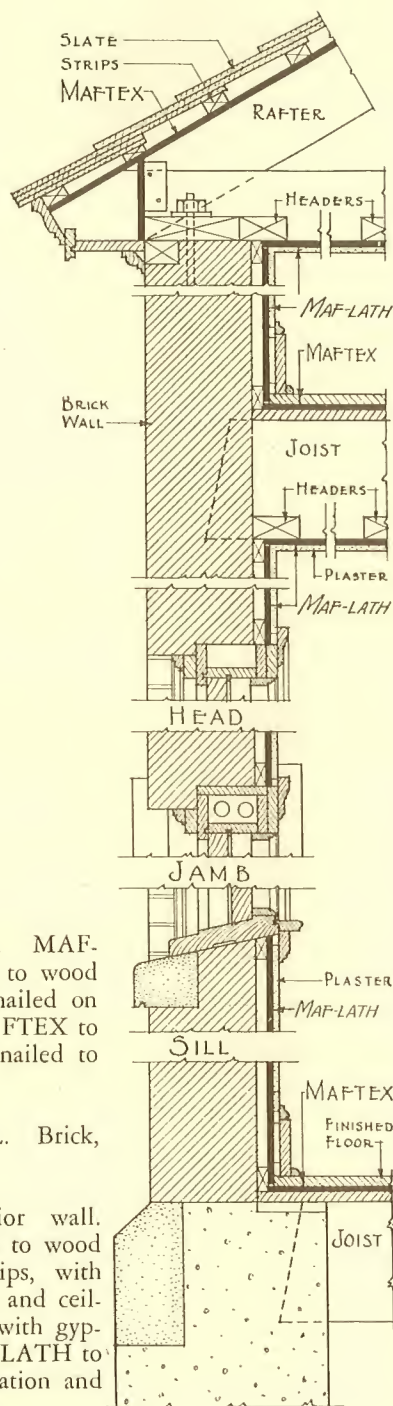 SLATE
STRIPS
MAFTEX
RAFTER
HEADERS
MAF-LATH
MAFTEX
BRICK
WALL
JOIST
HEADERS
PLASTER
MAF-LATH
HEAD
JAMB
MAF-
to wood
nailed on
FTEX to
nailed to
PLASTER
MAF-LATH
SILL
MAFTEX
FINISHED
FLOOR
Brick,
ior wall.
to wood
ips, with
and ceil-
with gyp-
LATH to
ation and
JOIST